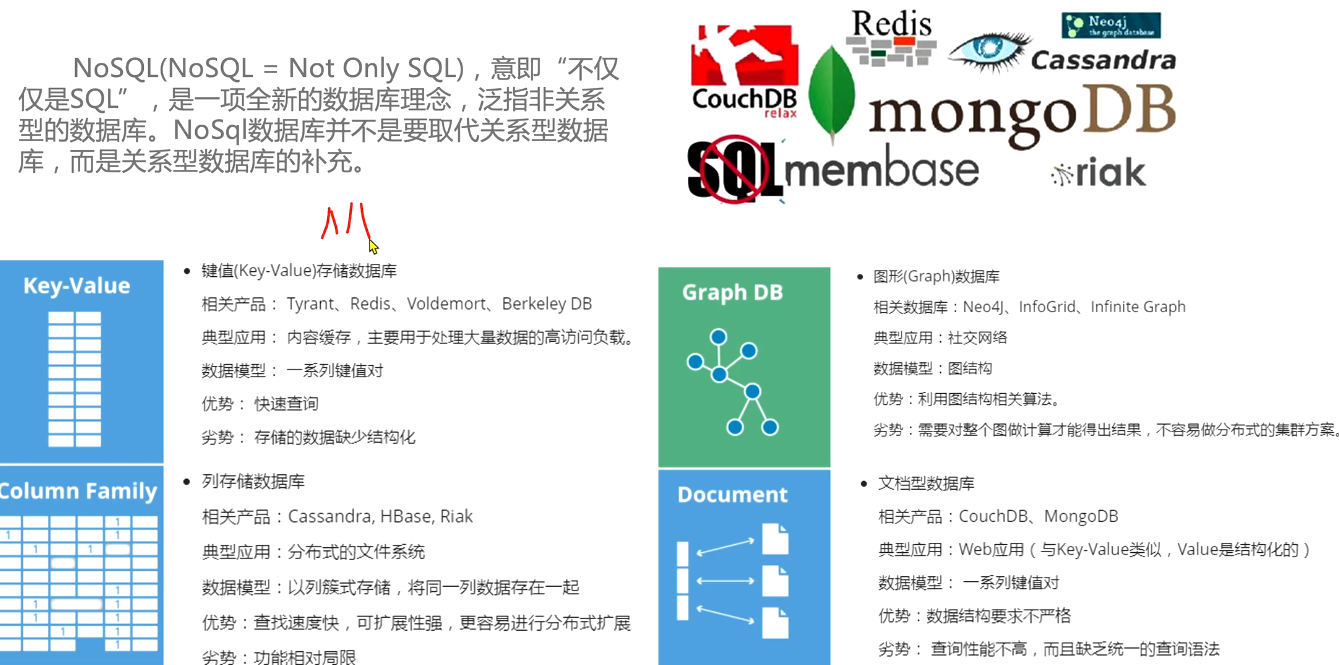 NoSQL(NoSQL = Not Only SQL)，意即“不仅
仅是SQL”，是一项全新的数据库理念，泛指非关系
型的数据库。NoSql数据库并不是要取代关系型数据
库，而是关系型数据库的补充。
CouchDB
relax
Redis
Neo4j
the graph database
Cassandra
mongoDB
SQL
membase
riak
Key-Value
键值(Key-Value)存储数据库
相关产品： Tyrant、Redis、Voldemort、Berkeley DB
典型应用： 内容缓存，主要用于处理大量数据的高访问负载。
数据模型： 一系列键值对
优势： 快速查询
劣势： 存储的数据缺少结构化
Column Family
1
1
1
1
1
1
1
1
1
列存储数据库
相关产品：Cassandra, HBase, Riak
典型应用：分布式的文件系统
数据模型：以列簇式存储，将同一列数据存在一起
优势：查找速度快，可扩展性强，更容易进行分布式扩展
劣势：功能相对局限
Graph DB
图形(Graph)数据库
相关数据库：Neo4J、InfoGrid、Infinite Graph
典型应用：社交网络
数据模型：图结构
优势：利用图结构相关算法。
劣势：需要对整个图做计算才能得出结果，不容易做分布式的集群方案。
Document
文档型数据库
相关产品：CouchDB、MongoDB
典型应用：Web应用（与Key-Value类似，Value是结构化的）
数据模型： 一系列键值对
优势：数据结构要求不严格
劣势： 查询性能不高，而且缺乏统一的查询语法